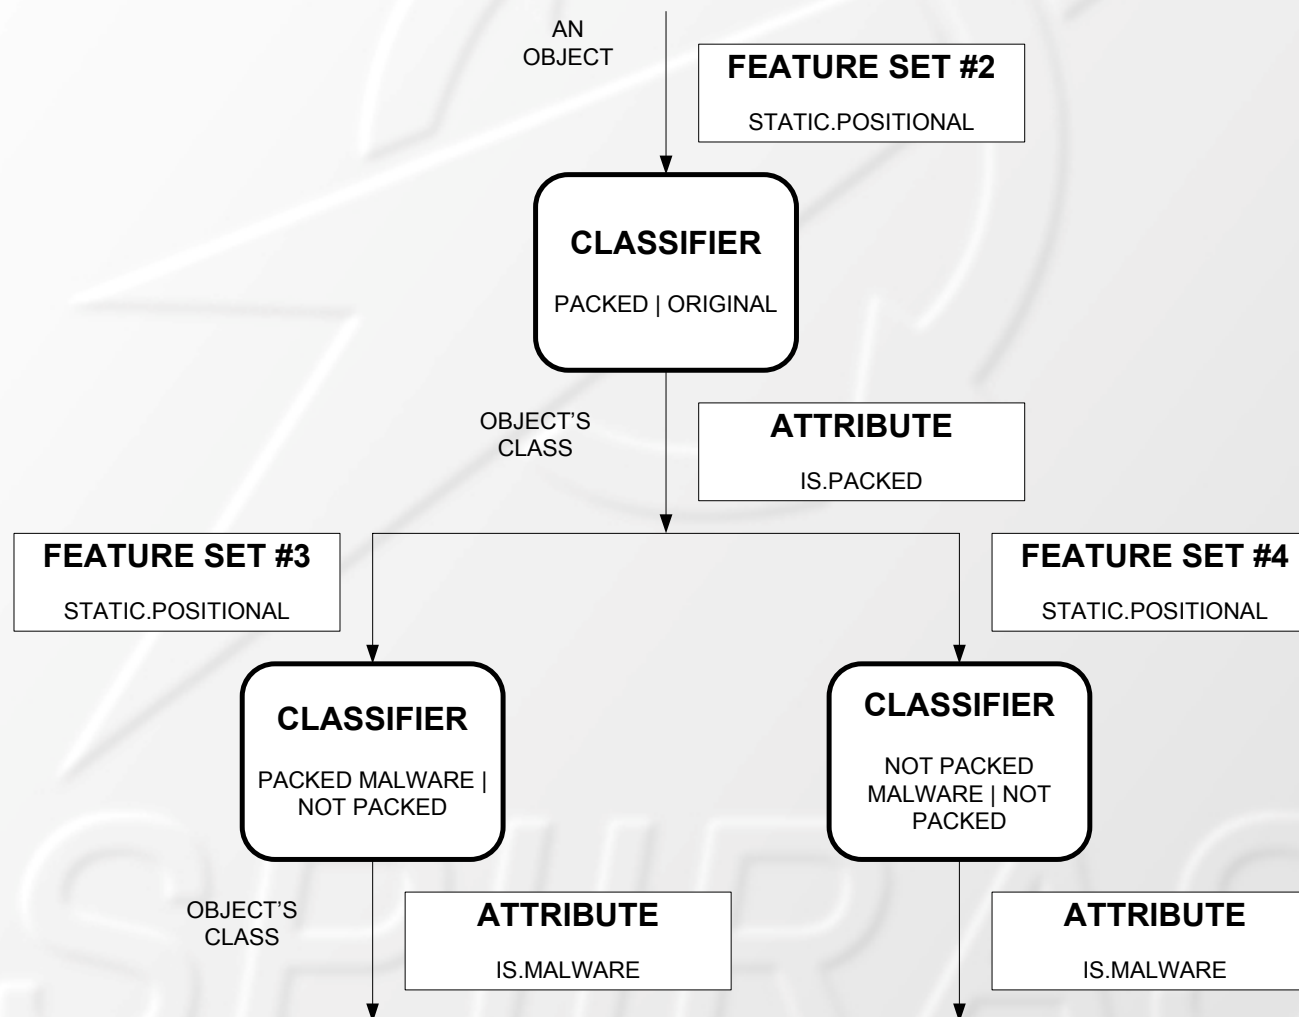 AN
OBJECT
FEATURE SET #2
STATIC.POSITIONAL
CLASSIFIER
PACKED | ORIGINAL
OBJECT'S
CLASS
ATTRIBUTE
IS.PACKED
FEATURE SET #3
STATIC.POSITIONAL
FEATURE SET #4
STATIC.POSITIONAL
CLASSIFIER
PACKED MALWARE |
NOT PACKED
CLASSIFIER
NOT PACKED
MALWARE | NOT
PACKED
OBJECT'S
CLASS
ATTRIBUTE
IS.MALWARE
ATTRIBUTE
IS.MALWARE